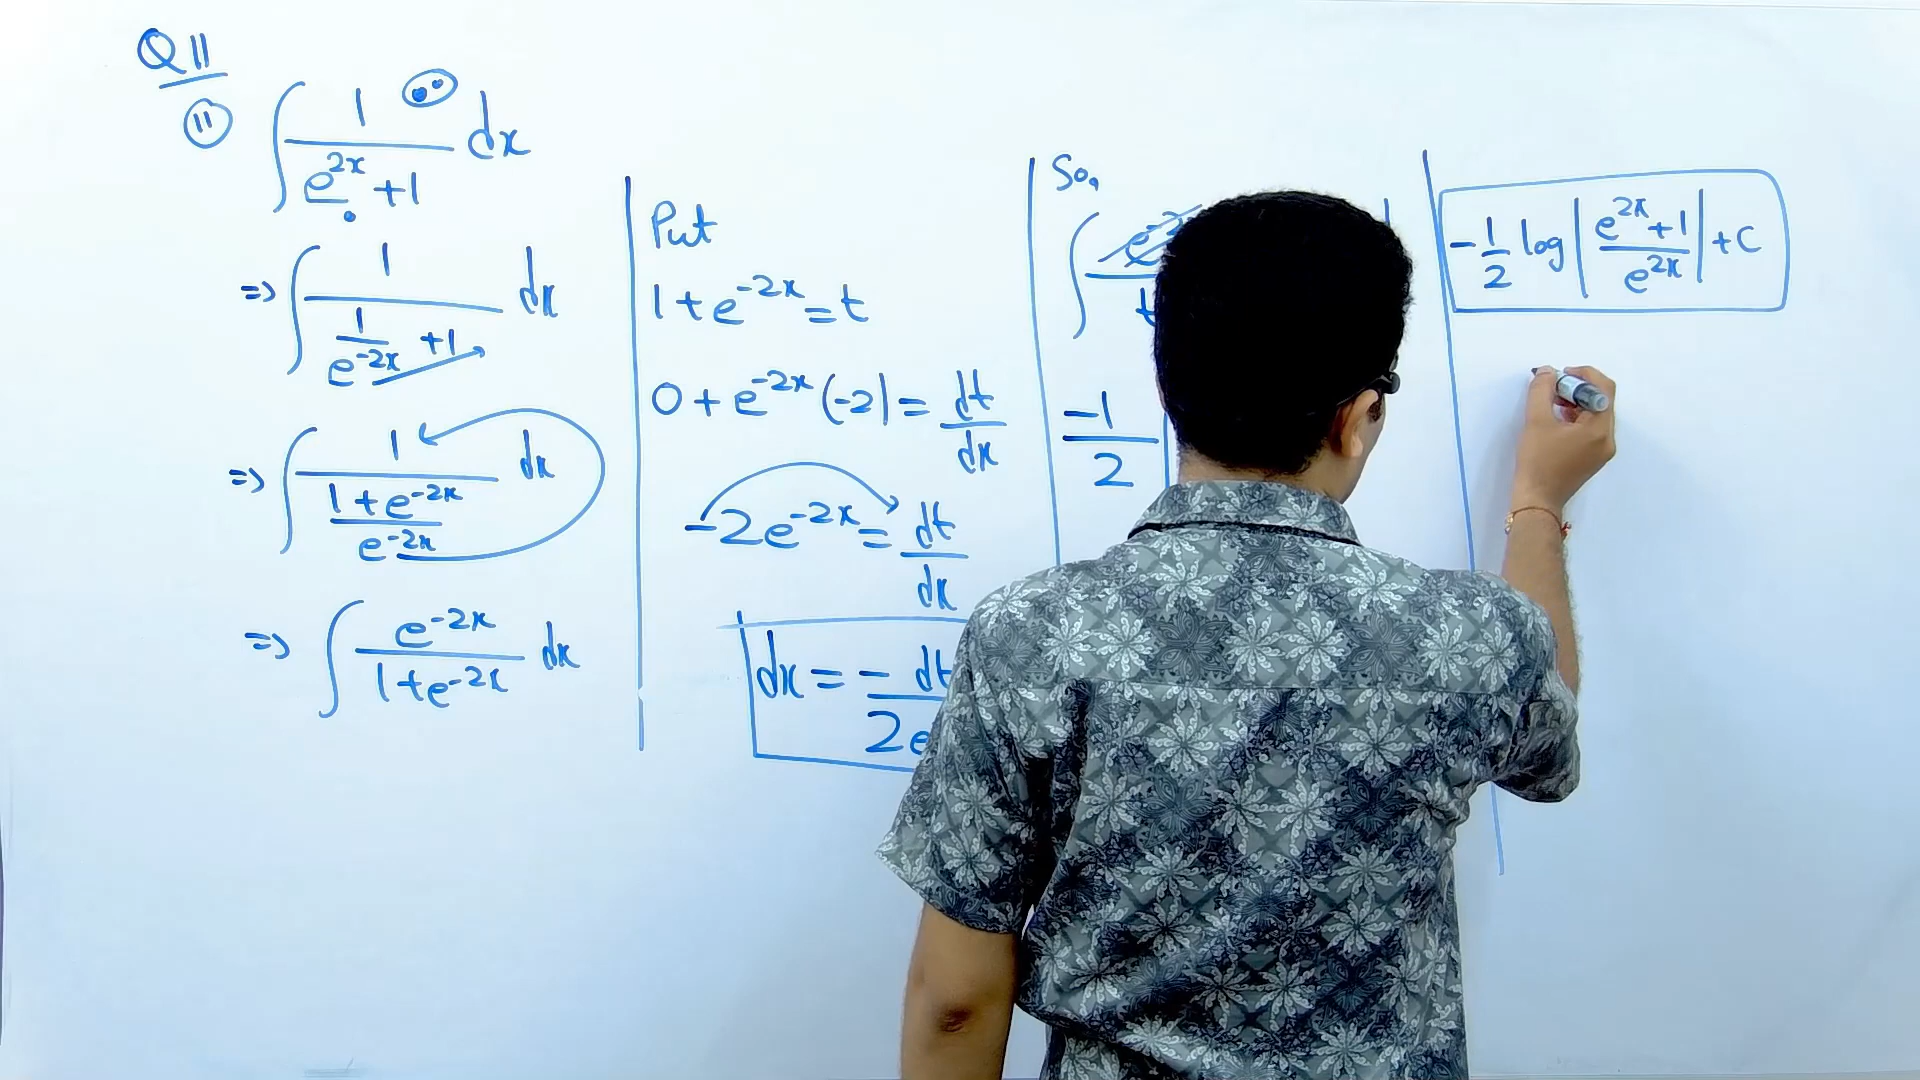 Q 11
11 ∫ 1/(e^{2x} + 1) dx
=> ∫ 1/(1/e^{-2x} + 1) dx
=> ∫ 1/((1 + e^{-2x})/e^{-2x}) dx
=> ∫ e^{-2x}/(1 + e^{-2x}) dx
Put
1 + e^{-2x} = t
0 + e^{-2x} (-2) = dt/dx
-2e^{-2x} = dt/dx
dx = - dt/2e
So,
∫ e^{-2}/t
-1/2
-1/2 log | (e^{2x} + 1)/e^{2x} | + C